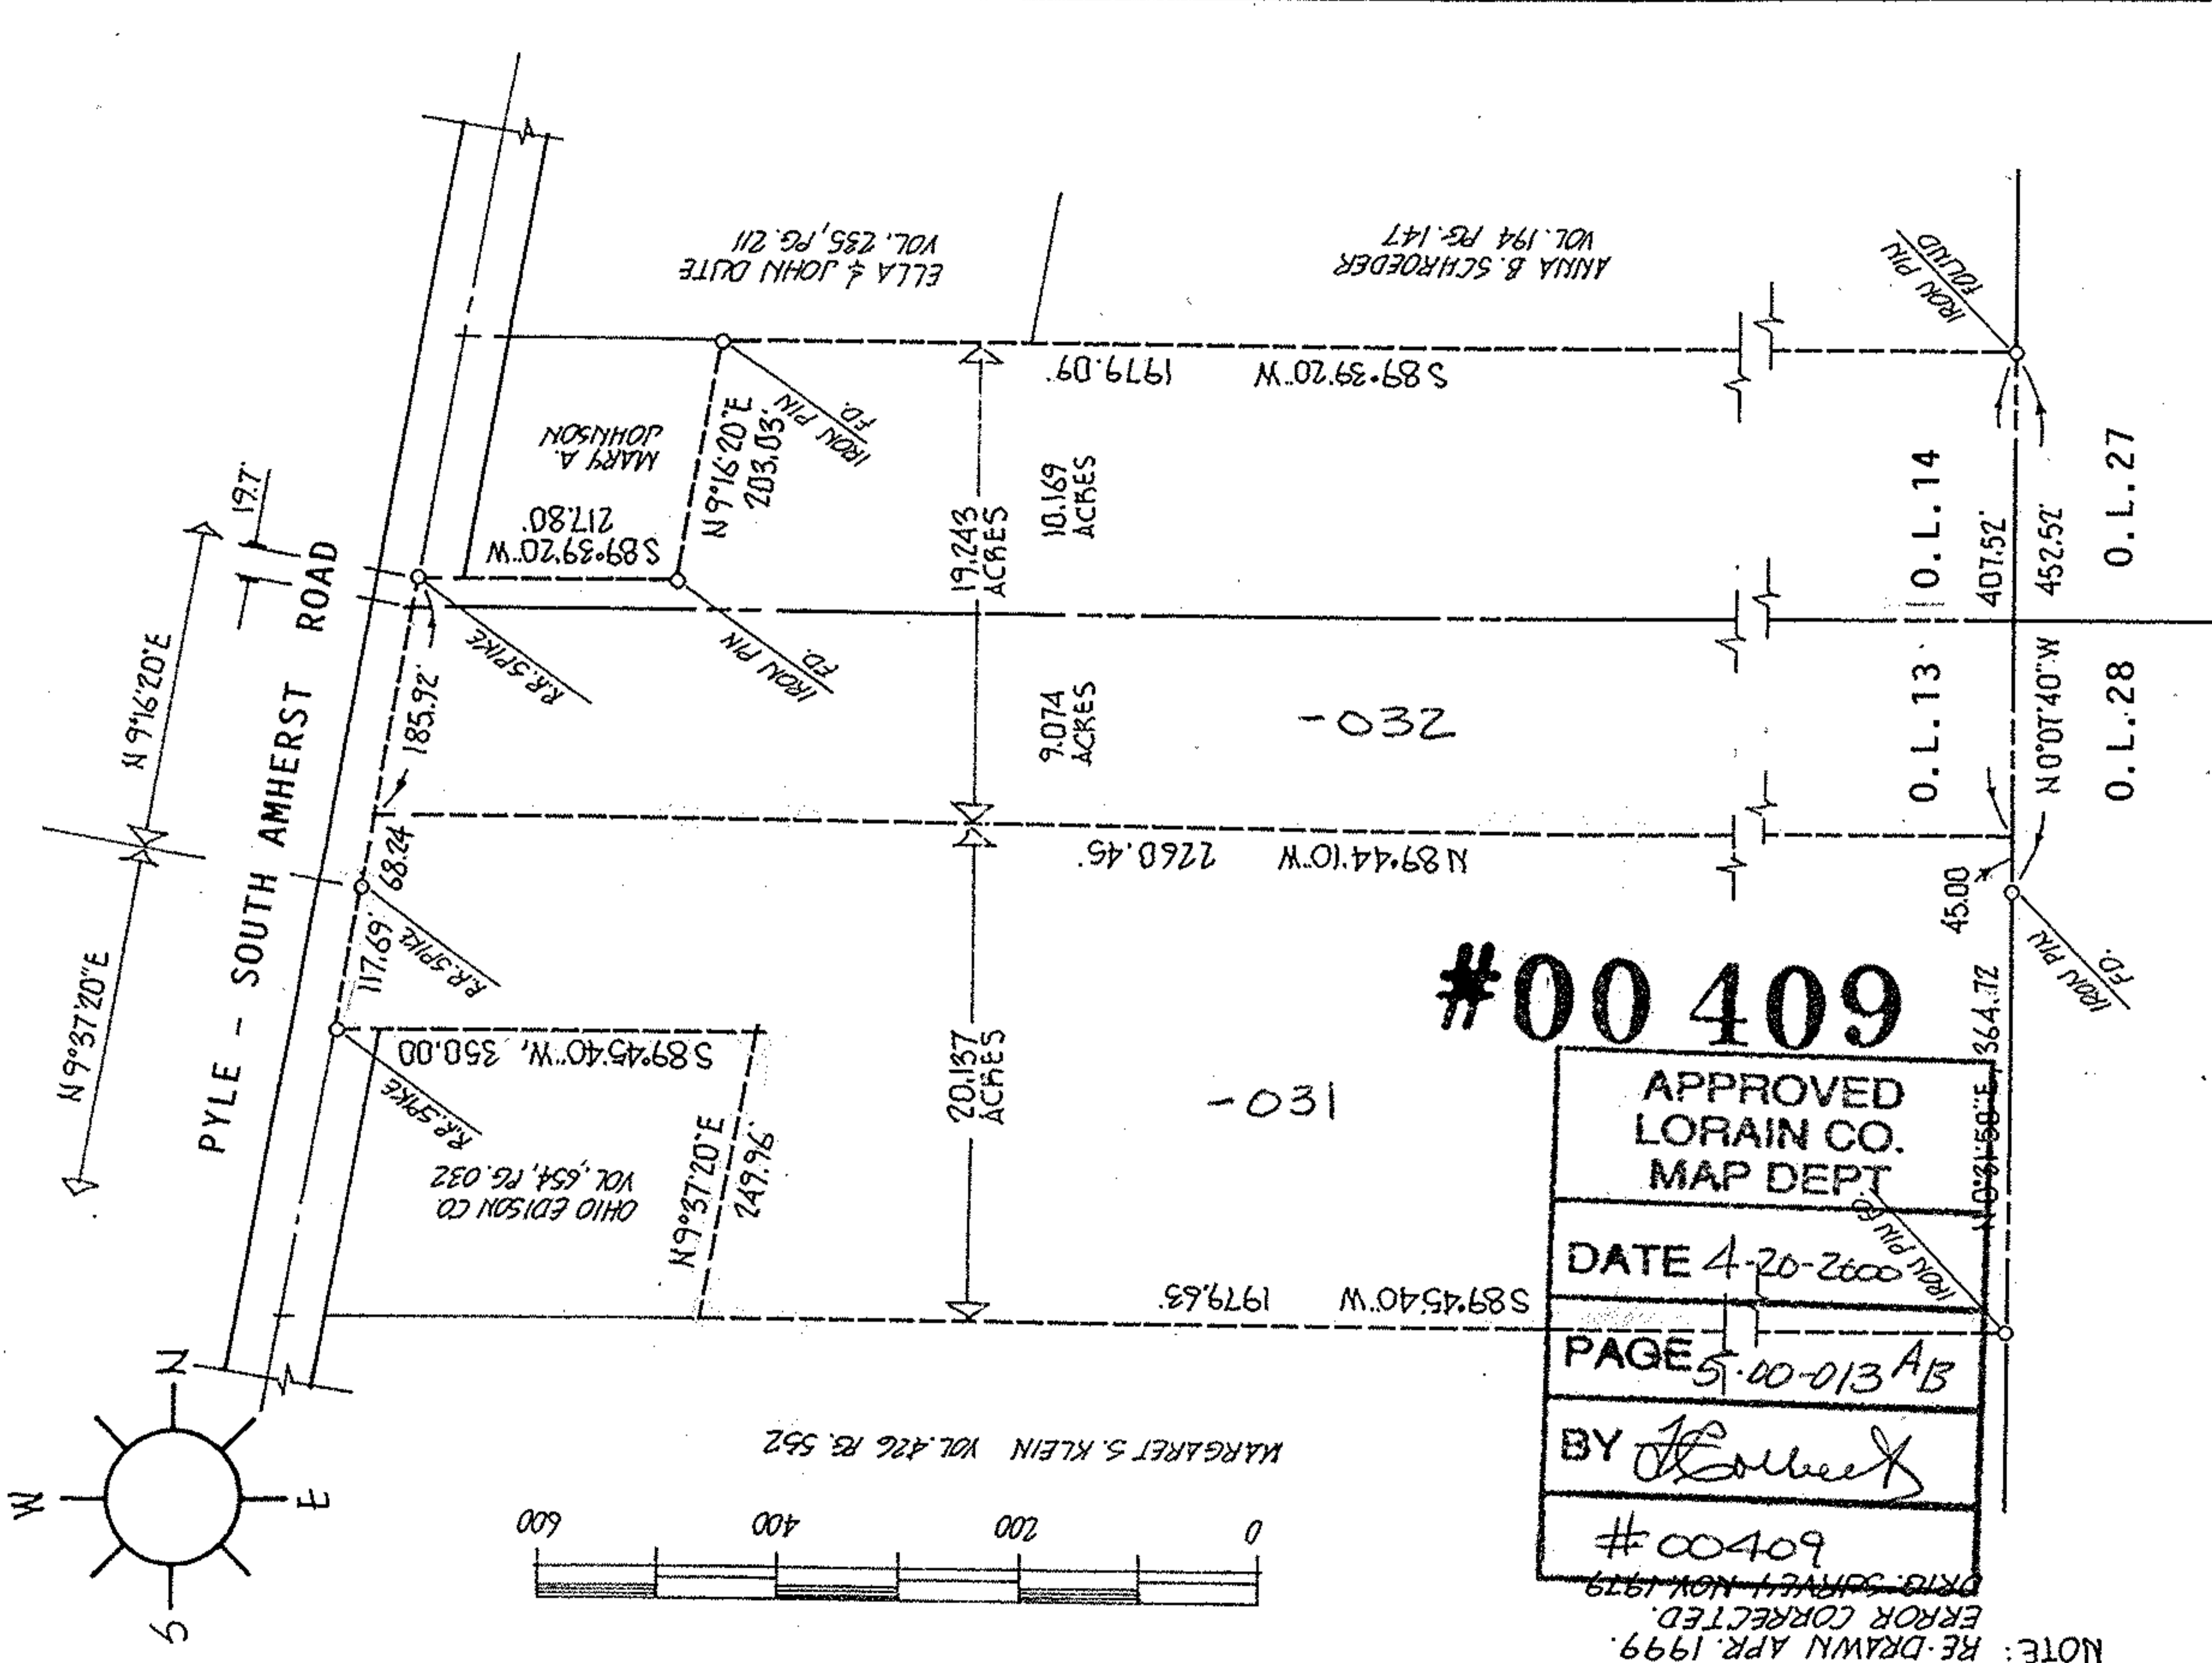 PYLE - SOUTH AMHERST ROAD
N 9°16'20"E
N 9°37'20"E
19.7'
ELLA & JOHN DUTE
VOL. 235, PG. 211
ANNA B. SCHROEDER
VOL. 194 PG. 147
IRON PIN
FOUND
S 89°39'20"W 1979.09'
MARY A.
JOHNSON
S 89°39'20"W
217.80'
N 9°16'20"E
203.03'
IRON PIN
FD.
IRON PIN
FD.
R.R. SPIKE
185.92'
68.24
117.69'
R.R. SPIKE
R.R. SPIKE
19.243
ACRES
10.169
ACRES
9.074
ACRES
-032
O.L.14
O.L.13
O.L.27
O.L.28
407.52'
452.52'
N 0°07'40"W
45.00
IRON PIN
FD.
N 89°44'10"W 2260.45'
20.137
ACRES
-031
S 89°45'40"W, 350.00
N 9°37'20"E
249.96'
OHIO EDISON CO.
VOL, 654, PG. 032
S 89°45'40"W 1979.63'
N 0°31'50"E, 364.72
IRON PIN FD.
MARGARET S. KLEIN VOL. 426 PG. 552
N
W
E
S
0 200 400 600
#00 409
APPROVED
LORAIN CO.
MAP DEPT
DATE 4-20-2000
PAGE 5-00-013 AB
BY
#00409
NOTE: RE-DRAWN APR. 1999.
ERROR CORRECTED.
ORIG. SURVEY NOV. 1979